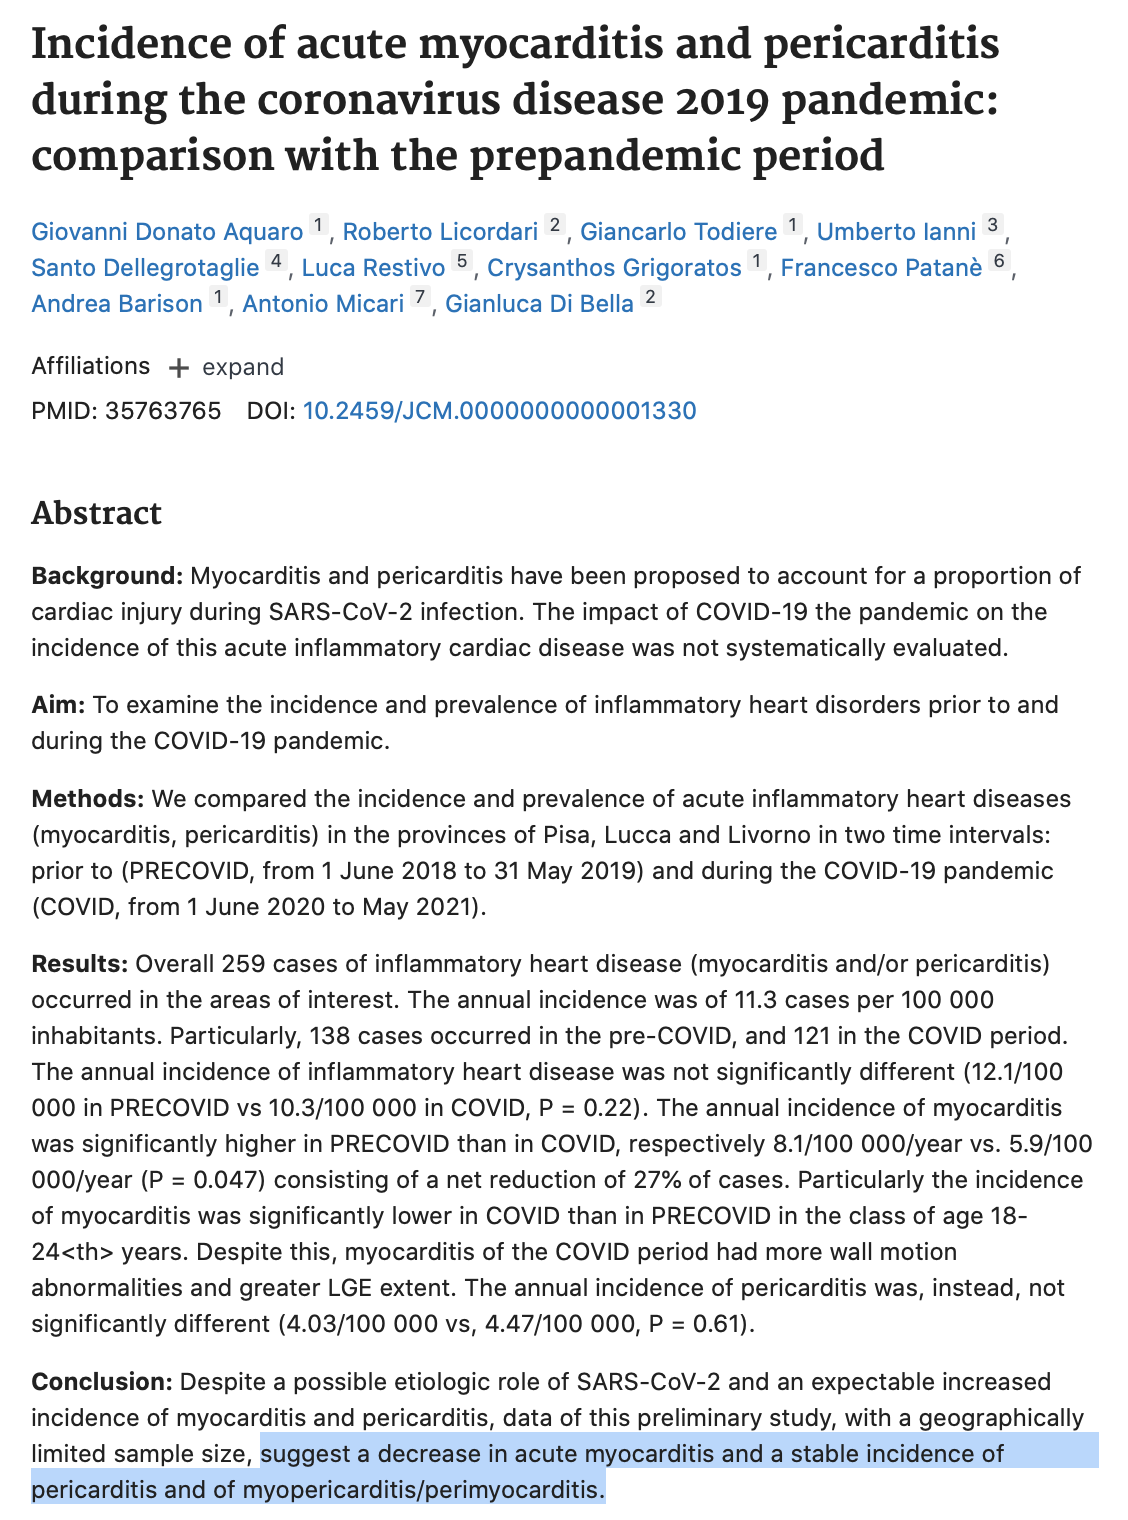 Incidence of acute myocarditis and pericarditis
during the coronavirus disease 2019 pandemic:
comparison with the prepandemic period
Giovanni Donato Aquaro 1, Roberto Licordari 2, Giancarlo Todiere 1, Umberto Ianni 3,
Santo Dellegrotaglie 4, Luca Restivo 5, Crysanthos Grigoratos 1, Francesco Patanè 6,
Andrea Barison 1, Antonio Micari 7, Gianluca Di Bella 2
Affiliations + expand
PMID: 35763765 DOI: 10.2459/JCM.0000000000001330
Abstract
Background: Myocarditis and pericarditis have been proposed to account for a proportion of
cardiac injury during SARS-CoV-2 infection. The impact of COVID-19 the pandemic on the
incidence of this acute inflammatory cardiac disease was not systematically evaluated.
Aim: To examine the incidence and prevalence of inflammatory heart disorders prior to and
during the COVID-19 pandemic.
Methods: We compared the incidence and prevalence of acute inflammatory heart diseases
(myocarditis, pericarditis) in the provinces of Pisa, Lucca and Livorno in two time intervals:
prior to (PRECOVID, from 1 June 2018 to 31 May 2019) and during the COVID-19 pandemic
(COVID, from 1 June 2020 to May 2021).
Results: Overall 259 cases of inflammatory heart disease (myocarditis and/or pericarditis)
occurred in the areas of interest. The annual incidence was of 11.3 cases per 100 000
inhabitants. Particularly, 138 cases occurred in the pre-COVID, and 121 in the COVID period.
The annual incidence of inflammatory heart disease was not significantly different (12.1/100
000 in PRECOVID vs 10.3/100 000 in COVID, P = 0.22). The annual incidence of myocarditis
was significantly higher in PRECOVID than in COVID, respectively 8.1/100 000/year vs. 5.9/100
000/year (P = 0.047) consisting of a net reduction of 27% of cases. Particularly the incidence
of myocarditis was significantly lower in COVID than in PRECOVID in the class of age 18-
24<th> years. Despite this, myocarditis of the COVID period had more wall motion
abnormalities and greater LGE extent. The annual incidence of pericarditis was, instead, not
significantly different (4.03/100 000 vs, 4.47/100 000, P = 0.61).
Conclusion: Despite a possible etiologic role of SARS-CoV-2 and an expectable increased
incidence of myocarditis and pericarditis, data of this preliminary study, with a geographically
limited sample size, suggest a decrease in acute myocarditis and a stable incidence of
pericarditis and of myopericarditis/perimyocarditis.